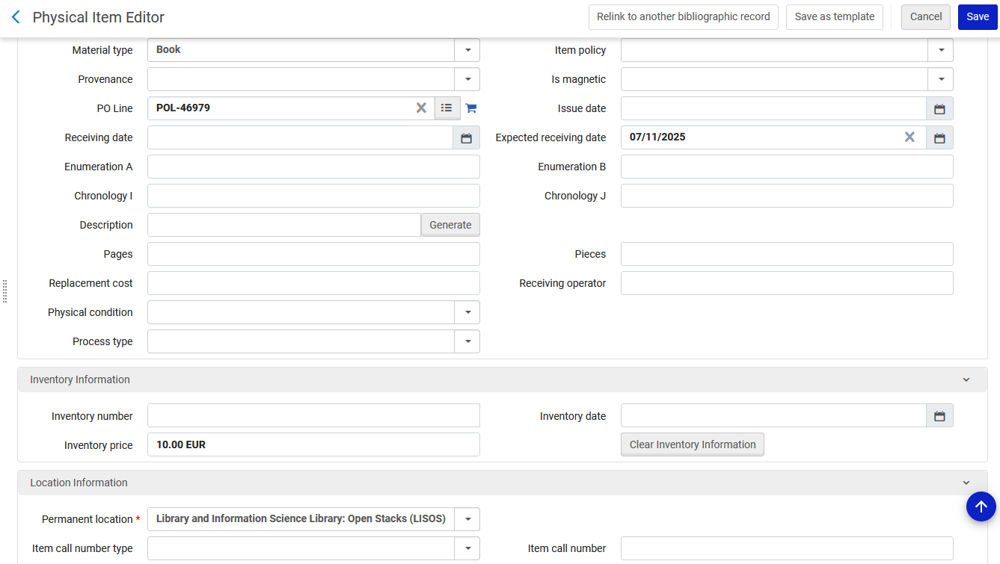 Physical Item Editor
Relink to another bibliographic record Save as template Cancel Save
Material type Book Item policy
Provenance Is magnetic
PO Line POL-46979 Issue date
Receiving date Expected receiving date 07/11/2025
Enumeration A Enumeration B
Chronology I Chronology J
Description Generate
Pages Pieces
Replacement cost Receiving operator
Physical condition
Process type
Inventory Information
Inventory number Inventory date
Inventory price 10.00 EUR Clear Inventory Information
Location Information
Permanent location * Library and Information Science Library: Open Stacks (LISOS)
Item call number type Item call number